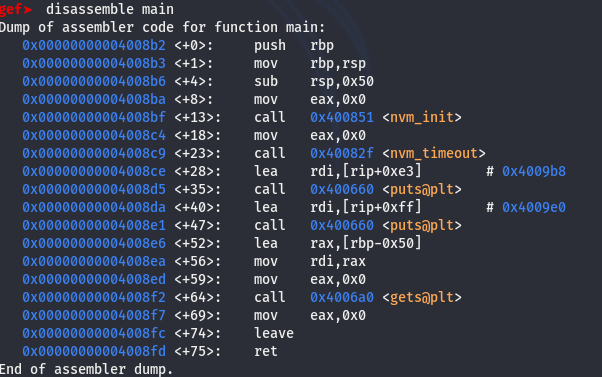 gef➤  disassemble main
Dump of assembler code for function main:
   0x00000000004008b2 <+0>:     push   rbp
   0x00000000004008b3 <+1>:     mov    rbp,rsp
   0x00000000004008b6 <+4>:     sub    rsp,0x50
   0x00000000004008ba <+8>:     mov    eax,0x0
   0x00000000004008bf <+13>:    call   0x400851 <nvm_init>
   0x00000000004008c4 <+18>:    mov    eax,0x0
   0x00000000004008c9 <+23>:    call   0x40082f <nvm_timeout>
   0x00000000004008ce <+28>:    lea    rdi,[rip+0xe3]        # 0x4009b8
   0x00000000004008d5 <+35>:    call   0x400660 <puts@plt>
   0x00000000004008da <+40>:    lea    rdi,[rip+0xff]        # 0x4009e0
   0x00000000004008e1 <+47>:    call   0x400660 <puts@plt>
   0x00000000004008e6 <+52>:    lea    rax,[rbp-0x50]
   0x00000000004008ea <+56>:    mov    rdi,rax
   0x00000000004008ed <+59>:    mov    eax,0x0
   0x00000000004008f2 <+64>:    call   0x4006a0 <gets@plt>
   0x00000000004008f7 <+69>:    mov    eax,0x0
   0x00000000004008fc <+74>:    leave
   0x00000000004008fd <+75>:    ret
End of assembler dump.